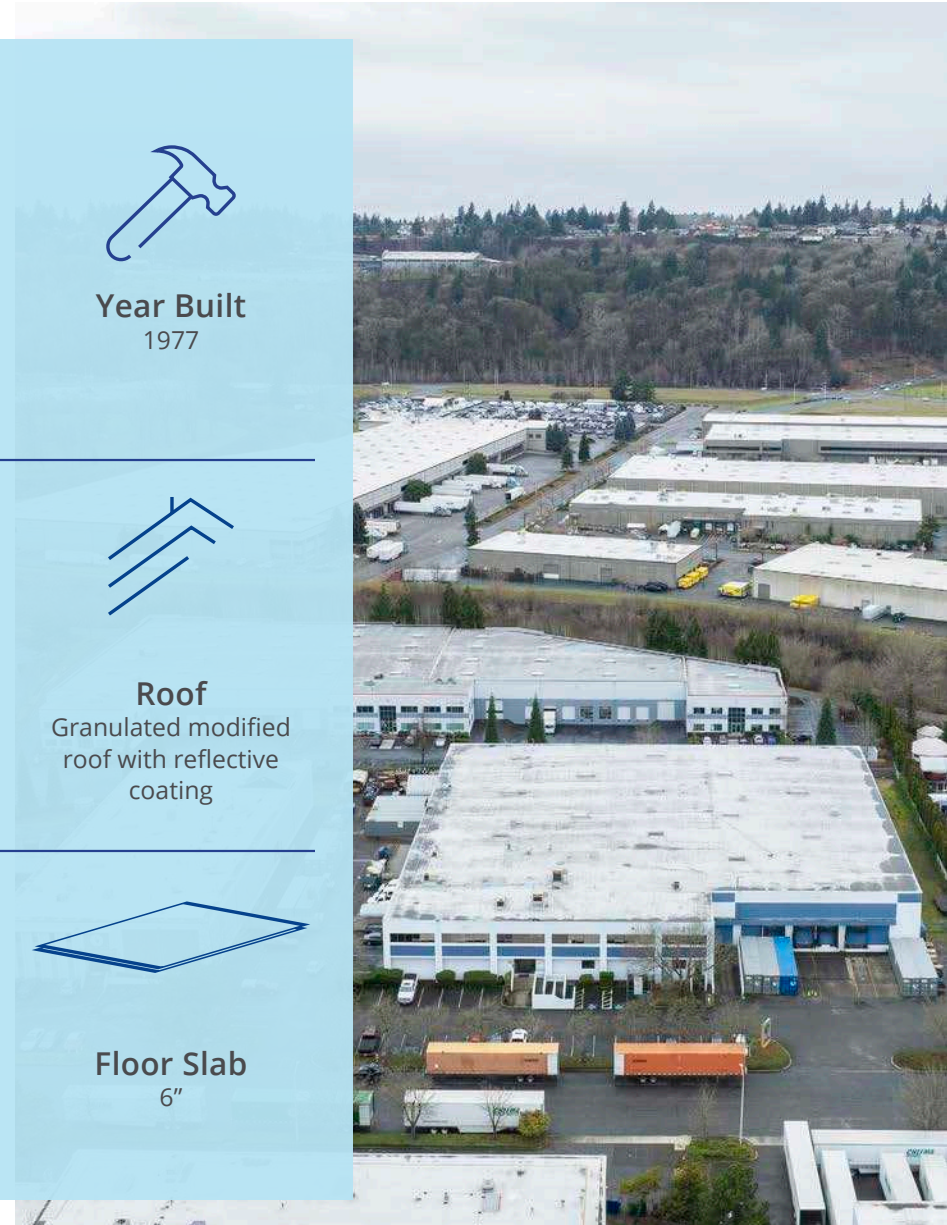 Year Built
1977
Roof
Granulated modified
roof with reflective
coating
Floor Slab
6”